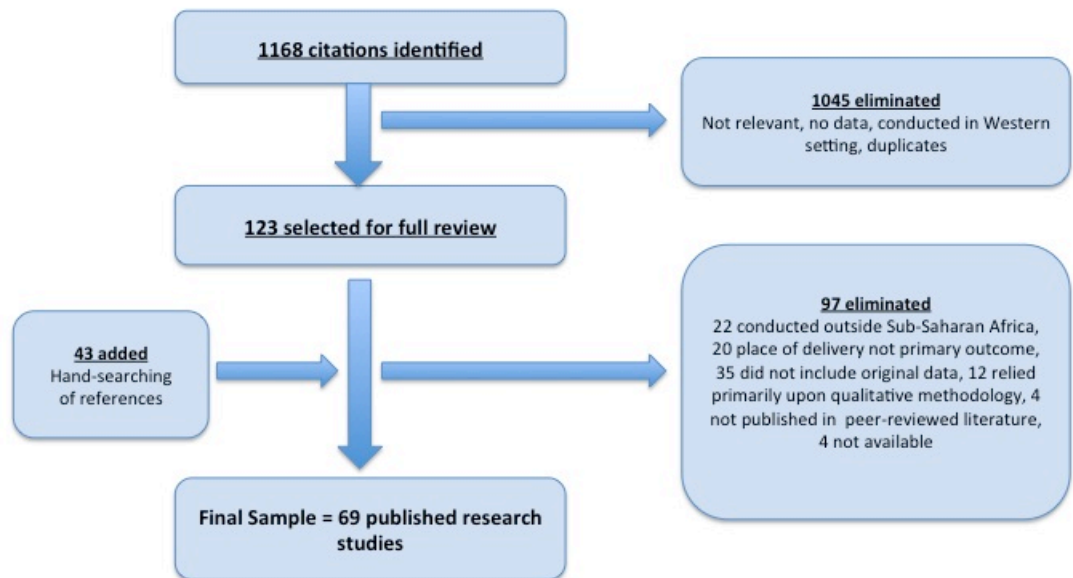 1168 citations identified
1045 eliminated
Not relevant, no data, conducted in Western
setting, duplicates
123 selected for full review
43 added
Hand-searching
of references
97 eliminated
22 conducted outside Sub-Saharan Africa,
20 place of delivery not primary outcome,
35 did not include original data, 12 relied
primarily upon qualitative methodology, 4
not published in peer-reviewed literature,
4 not available
Final Sample = 69 published research
studies